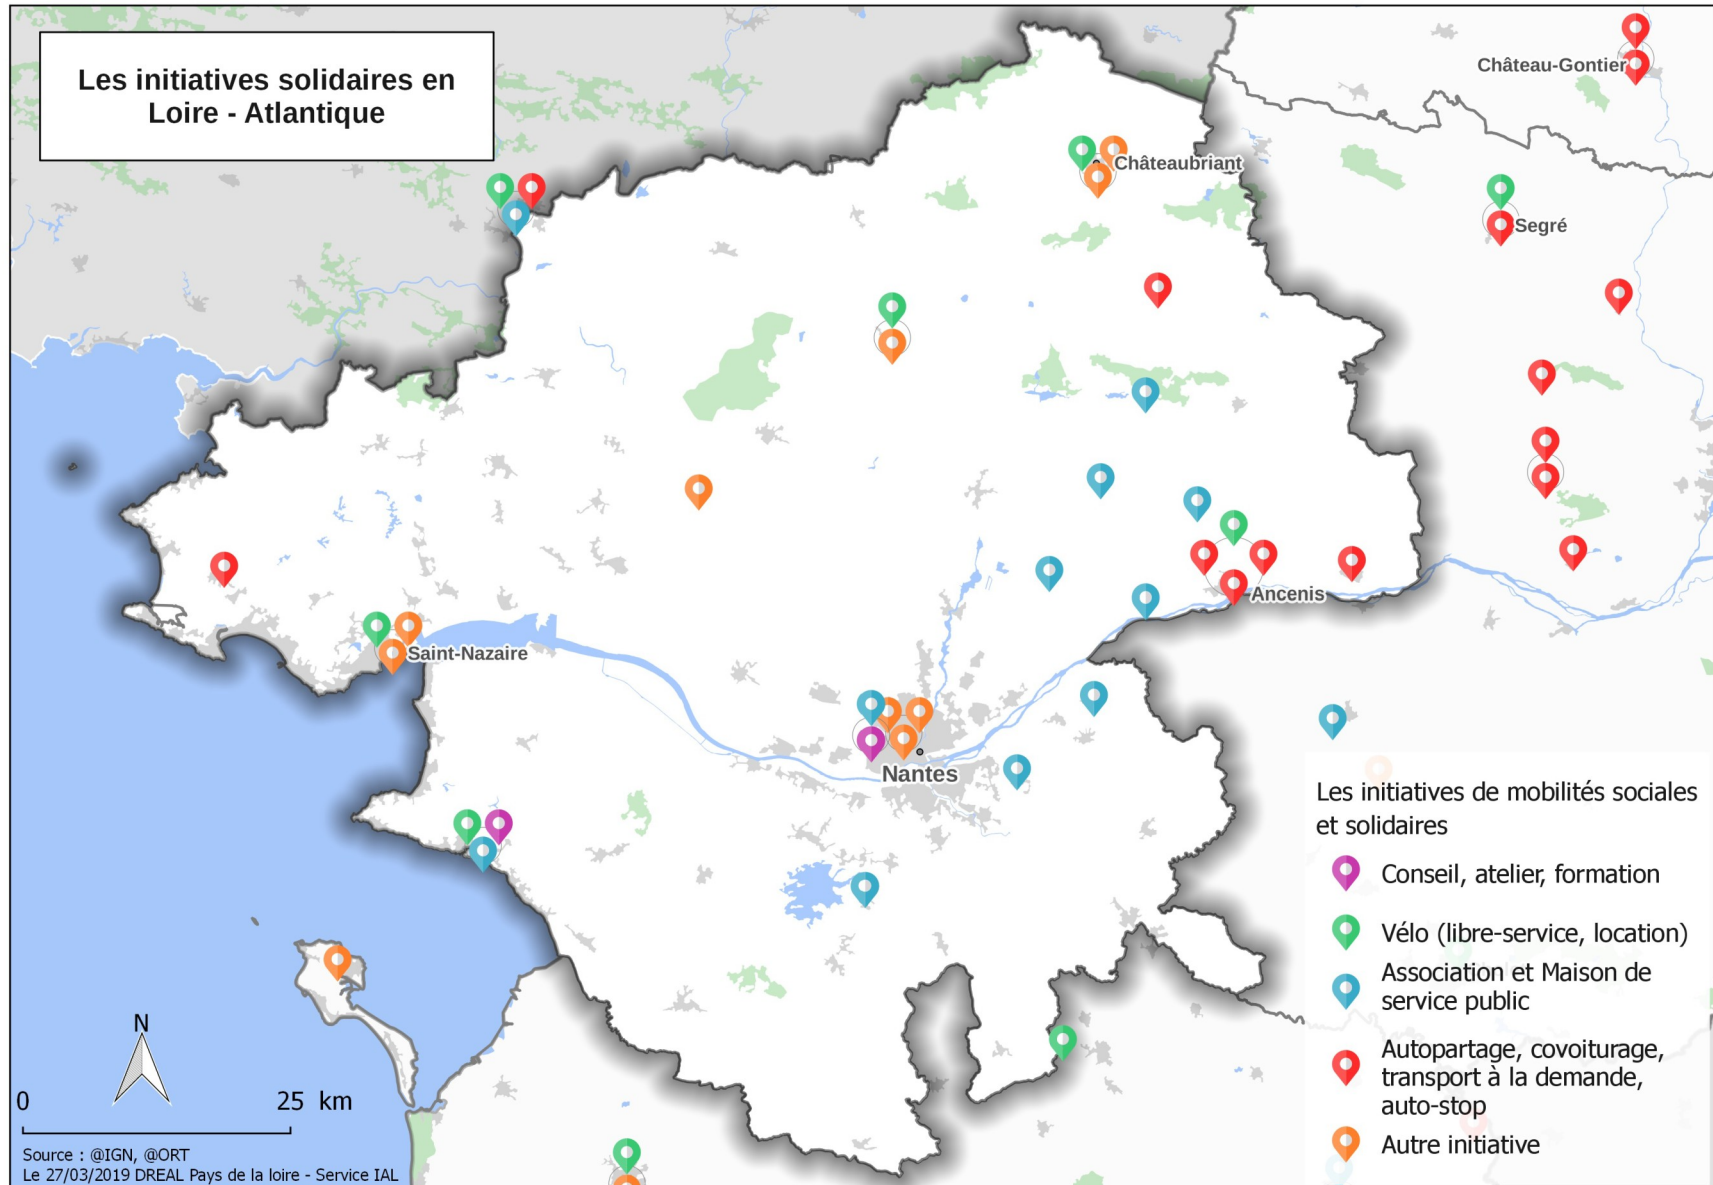 Les initiatives solidaires en
Loire - Atlantique
Château-Gontier
Châteaubriant
Segré
Ancenis
Saint-Nazaire
Nantes
Les initiatives de mobilités sociales
et solidaires
Conseil, atelier, formation
Vélo (libre-service, location)
Association et Maison de
service public
Autopartage, covoiturage,
transport à la demande,
auto-stop
Autre initiative
N
0 25 km
Source : @IGN, @ORT
Le 27/03/2019 DREAL Pays de la loire - Service IAL